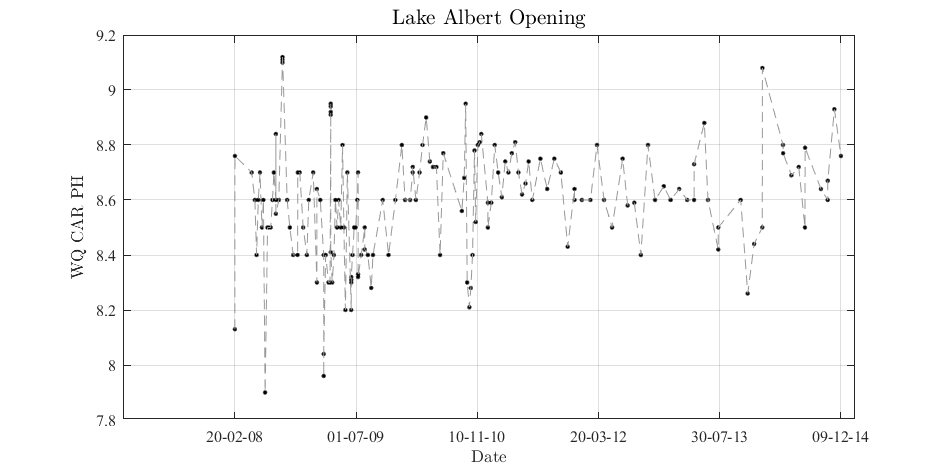 Lake Albert Opening
9.2
9
8.8
8.6
8.4
8.2
8
7.8
WQ CAR PH
20-02-08 01-07-09 10-11-10 20-03-12 30-07-13 09-12-14
Date